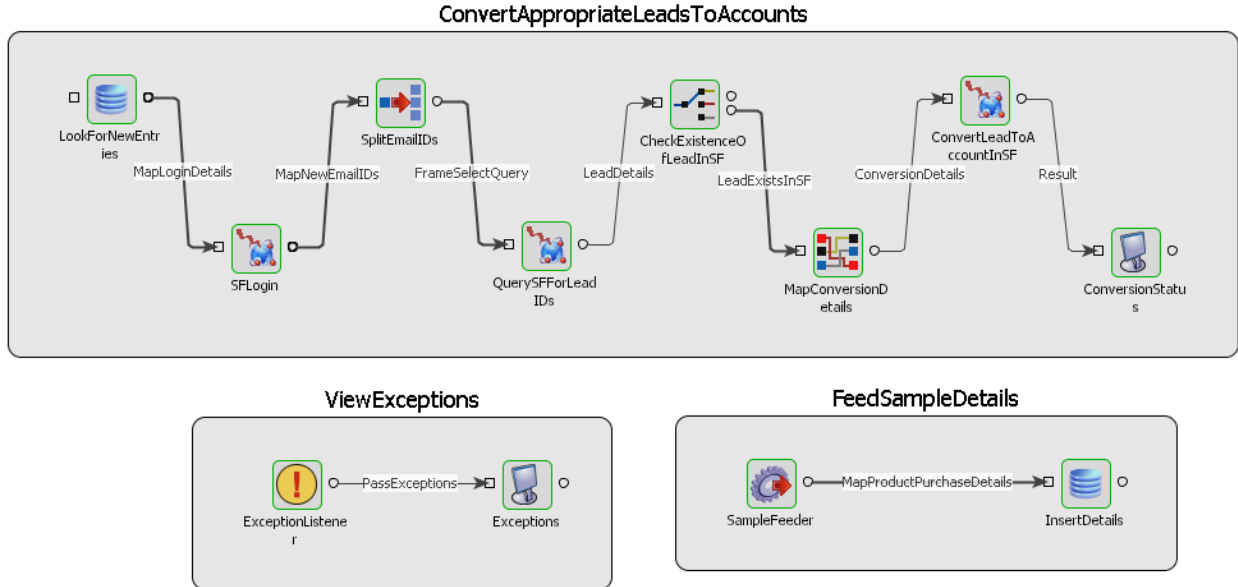 ConvertAppropriateLeadsToAccounts
LookForNewEntr
ies
MapLoginDetails
SFLogin
MapNewEmailIDs
SplitEmailIDs
FrameSelectQuery
QuerySFForLead
IDs
LeadDetails
CheckExistenceO
fLeadInSF
LeadExistsInSF
MapConversionD
etails
ConversionDetails
ConvertLeadToA
ccountInSF
Result
ConversionStatu
s
ViewExceptions
ExceptionListene
r
PassExceptions
Exceptions
FeedSampleDetails
SampleFeeder
MapProductPurchaseDetails
InsertDetails